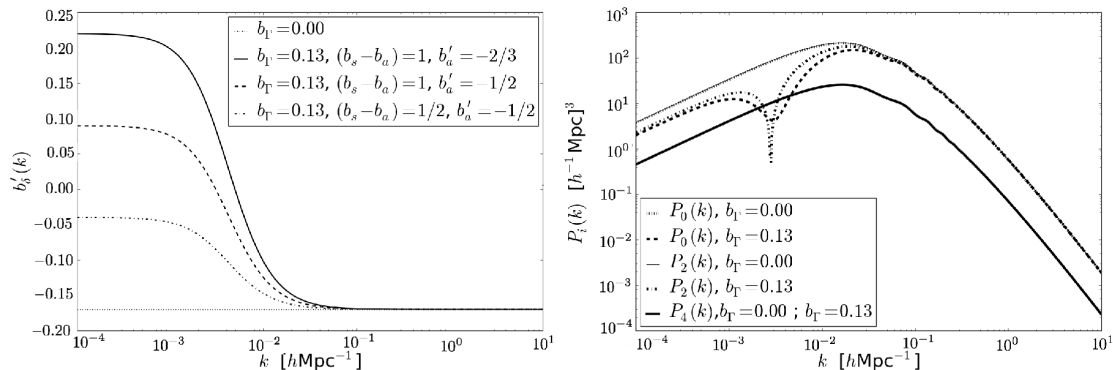 0.25
0.20
0.15
0.10
0.05
0.00
−0.05
−0.10
−0.15
−0.20
b′_δ(k)
b_Γ=0.00
b_Γ=0.13, (b_s−b_a)=1, b′_a=−2/3
b_Γ=0.13, (b_s−b_a)=1, b′_a=−1/2
b_Γ=0.13, (b_s−b_a)=1/2, b′_a=−1/2
10^−4 10^−3 10^−2 10^−1 10^0 10^1
k [hMpc^−1]
10^3
10^2
10^1
10^0
10^−1
10^−2
10^−3
10^−4
P_i(k) [h^−1Mpc]^3
P_0(k), b_Γ=0.00
P_0(k), b_Γ=0.13
P_2(k), b_Γ=0.00
P_2(k), b_Γ=0.13
P_4(k),b_Γ=0.00 ; b_Γ=0.13
10^−4 10^−3 10^−2 10^−1 10^0 10^1
k [hMpc^−1]